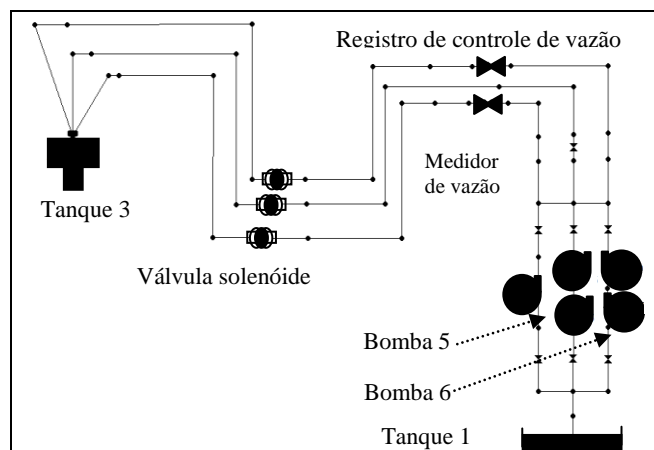 Registro de controle de vazão
Medidor
de vazão
Tanque 3
Válvula solenóide
Bomba 5
Bomba 6
Tanque 1